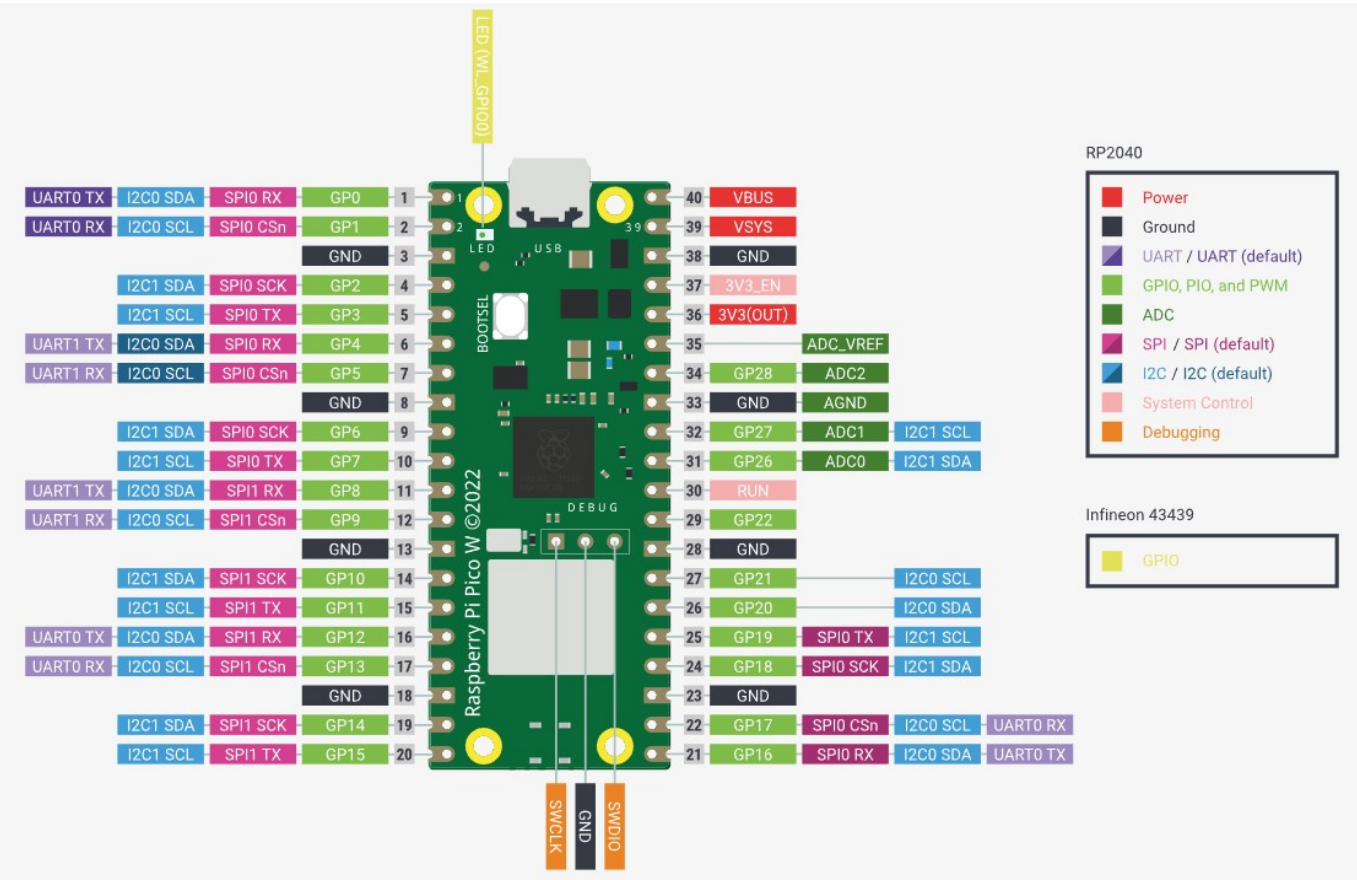 LED (WL_GPIO0)
UART0 TX I2C0 SDA SPI0 RX GP0 1
UART0 RX I2C0 SCL SPI0 CSn GP1 2
GND 3
I2C1 SDA SPI0 SCK GP2 4
I2C1 SCL SPI0 TX GP3 5
UART1 TX I2C0 SDA SPI0 RX GP4 6
UART1 RX I2C0 SCL SPI0 CSn GP5 7
GND 8
I2C1 SDA SPI0 SCK GP6 9
I2C1 SCL SPI0 TX GP7 10
UART1 TX I2C0 SDA SPI1 RX GP8 11
UART1 RX I2C0 SCL SPI1 CSn GP9 12
GND 13
I2C1 SDA SPI1 SCK GP10 14
I2C1 SCL SPI1 TX GP11 15
UART0 TX I2C0 SDA SPI1 RX GP12 16
UART0 RX I2C0 SCL SPI1 CSn GP13 17
GND 18
I2C1 SDA SPI1 SCK GP14 19
I2C1 SCL SPI1 TX GP15 20
1
2
39
LED
USB
BOOTSEL
DEBUG
Raspberry Pi Pico W ©2022
40 VBUS
39 VSYS
38 GND
37 3V3_EN
36 3V3(OUT)
35 ADC_VREF
34 GP28 ADC2
33 GND AGND
32 GP27 ADC1 I2C1 SCL
31 GP26 ADC0 I2C1 SDA
30 RUN
29 GP22
28 GND
27 GP21 I2C0 SCL
26 GP20 I2C0 SDA
25 GP19 SPI0 TX I2C1 SCL
24 GP18 SPI0 SCK I2C1 SDA
23 GND
22 GP17 SPI0 CSn I2C0 SCL UART0 RX
21 GP16 SPI0 RX I2C0 SDA UART0 TX
SWCLK
GND
SWDIO
RP2040
Power
Ground
UART / UART (default)
GPIO, PIO, and PWM
ADC
SPI / SPI (default)
I2C / I2C (default)
System Control
Debugging
Infineon 43439
GPIO